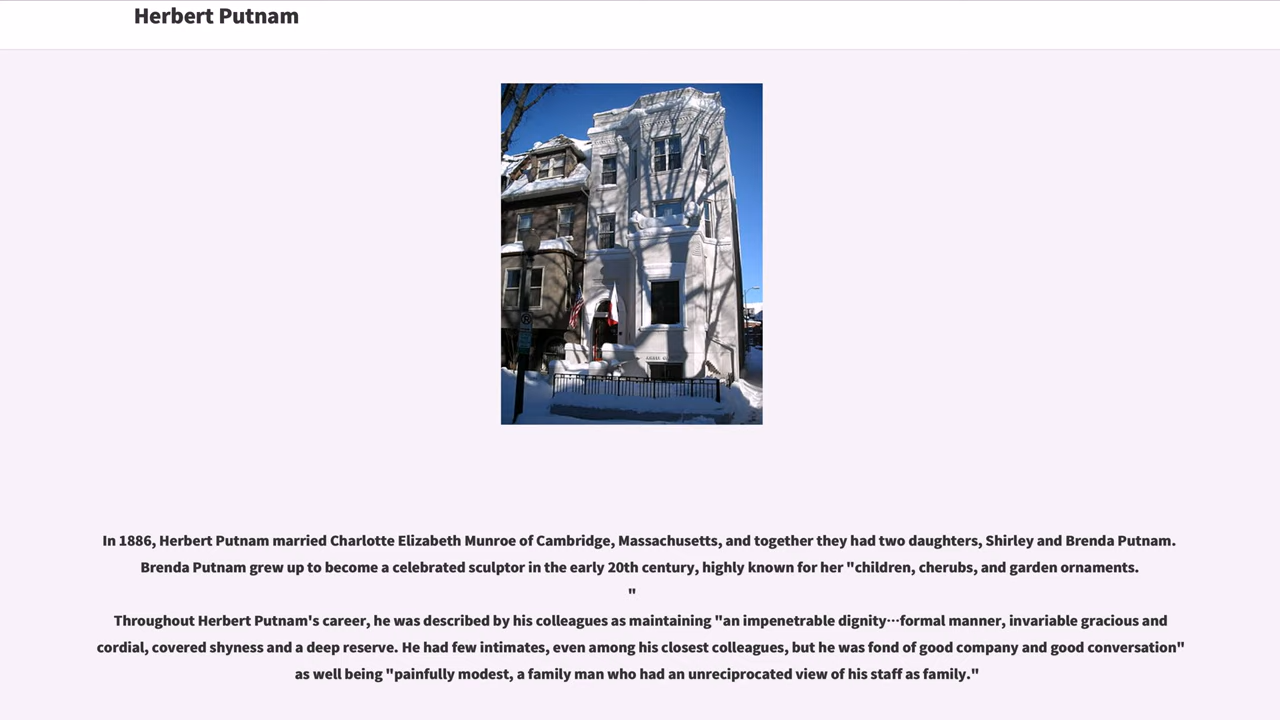 Herbert Putnam
In 1886, Herbert Putnam married Charlotte Elizabeth Munroe of Cambridge, Massachusetts, and together they had two daughters, Shirley and Brenda Putnam.
Brenda Putnam grew up to become a celebrated sculptor in the early 20th century, highly known for her "children, cherubs, and garden ornaments.
"
Throughout Herbert Putnam's career, he was described by his colleagues as maintaining "an impenetrable dignity···formal manner, invariable gracious and
cordial, covered shyness and a deep reserve. He had few intimates, even among his closest colleagues, but he was fond of good company and good conversation"
as well being "painfully modest, a family man who had an unreciprocated view of his staff as family."